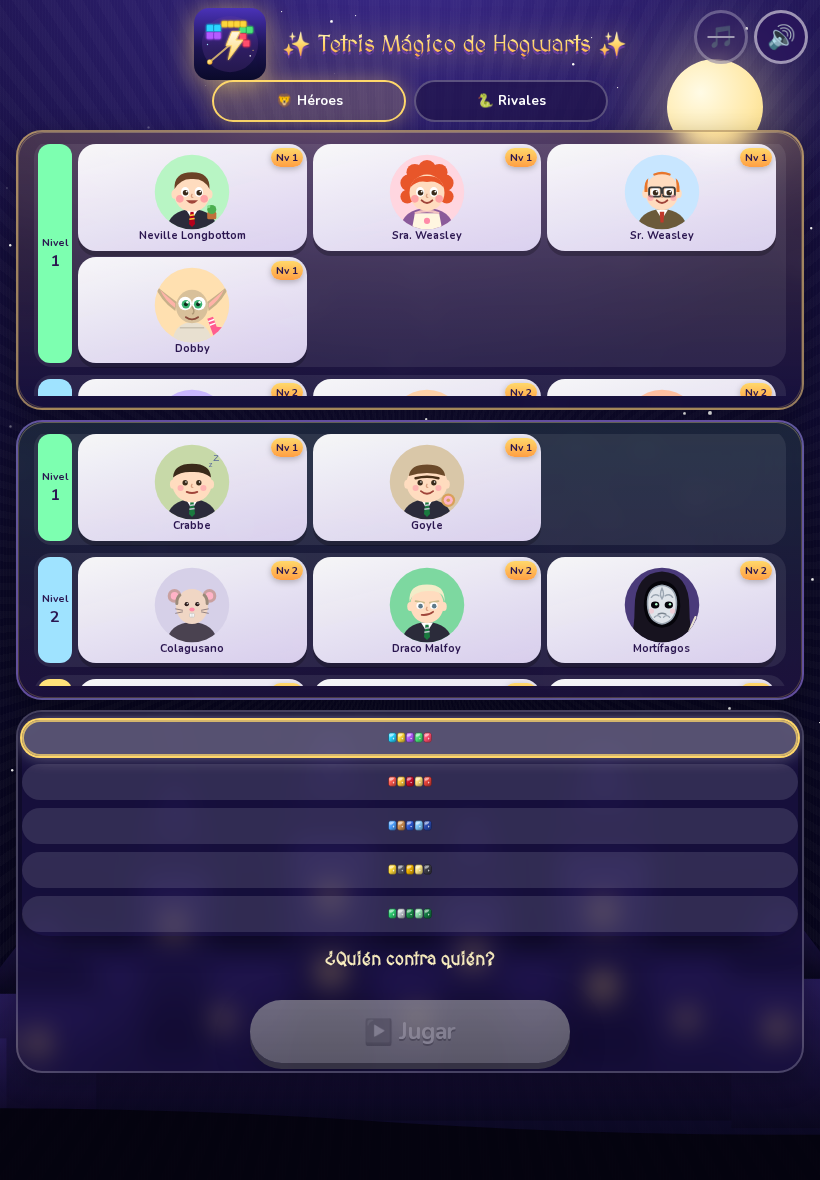 ✨ Tetris Mágico de Hogwarts ✨
🦁 Héroes
🐍 Rivales
Nivel
1
Nv 1
Neville Longbottom
Nv 1
Sra. Weasley
Nv 1
Sr. Weasley
Nv 1
Dobby
Nv 2
Nv 2
Nv 2
Nivel
1
Nv 1
Crabbe
Nv 1
Goyle
Nivel
2
Nv 2
Colagusano
Nv 2
Draco Malfoy
Nv 2
Mortífagos
¿Quién contra quién?
▶️ Jugar